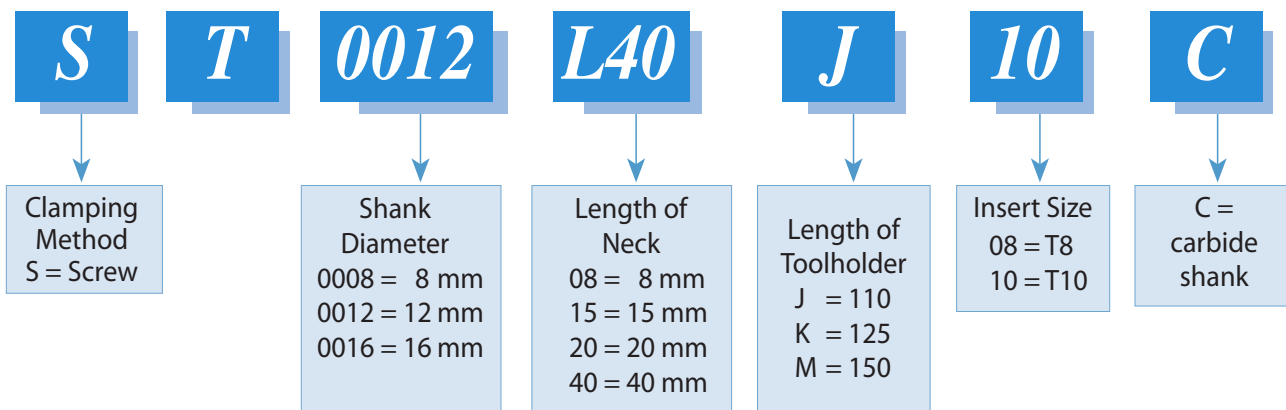 S T 0012 L40 J 10 C
Clamping
Method
S = Screw
Shank
Diameter
0008 = 8 mm
0012 = 12 mm
0016 = 16 mm
Length of
Neck
08 = 8 mm
15 = 15 mm
20 = 20 mm
40 = 40 mm
Length of
Toolholder
J = 110
K = 125
M = 150
Insert Size
08 = T8
10 = T10
C =
carbide
shank